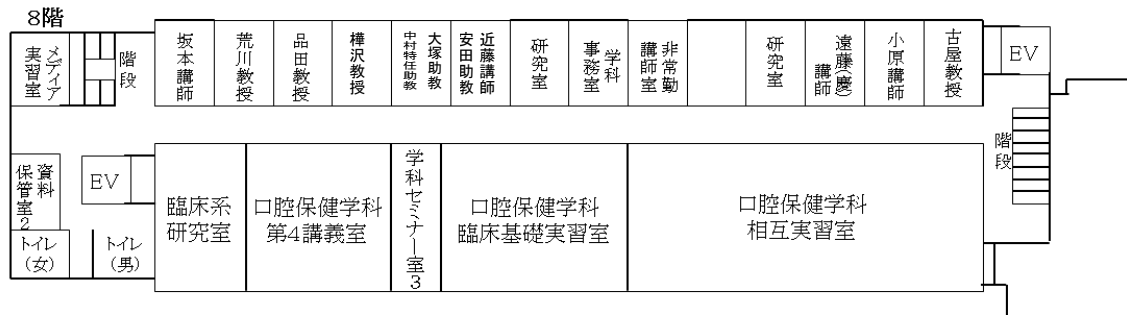 8階
メディア
実習室
階段
坂本講師
荒川教授
品田教授
樺沢教授
大塚助教
中村特任助教
近藤講師
安田助教
研究室
学科
事務室
非常勤
講師室
研究室
遠藤(慶)
講師
小原講師
古屋教授
EV
階段
資料
保管室2
EV
トイレ
(女)
トイレ
(男)
臨床系
研究室
口腔保健学科
第4講義室
学科セミナー室3
口腔保健学科
臨床基礎実習室
口腔保健学科
相互実習室